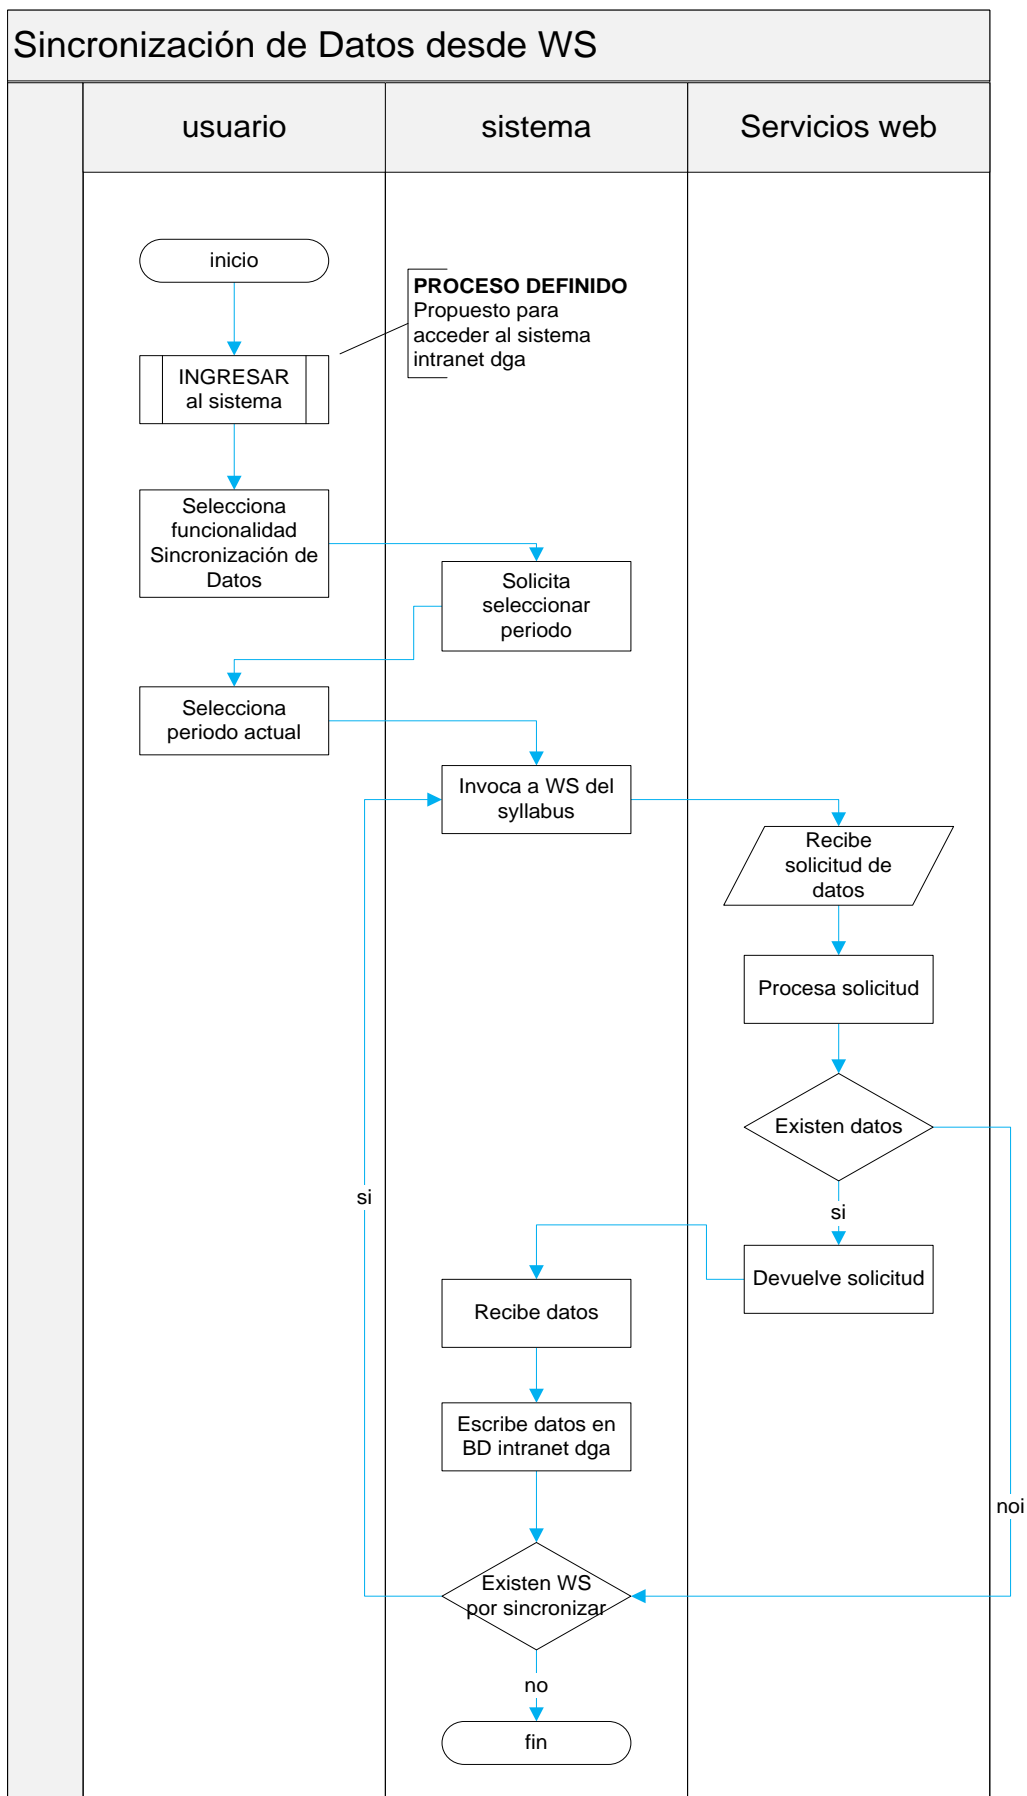 Sincronización de Datos desde WS
usuario
sistema
Servicios web
inicio
PROCESO DEFINIDO
Propuesto para
acceder al sistema
intranet dga
INGRESAR
al sistema
Selecciona
funcionalidad
Sincronización de
Datos
Solicita
seleccionar
periodo
Selecciona
periodo actual
Invoca a WS del
syllabus
Recibe
solicitud de
datos
Procesa solicitud
Existen datos
si
si
Devuelve solicitud
Recibe datos
Escribe datos en
BD intranet dga
noi
Existen WS
por sincronizar
no
fin